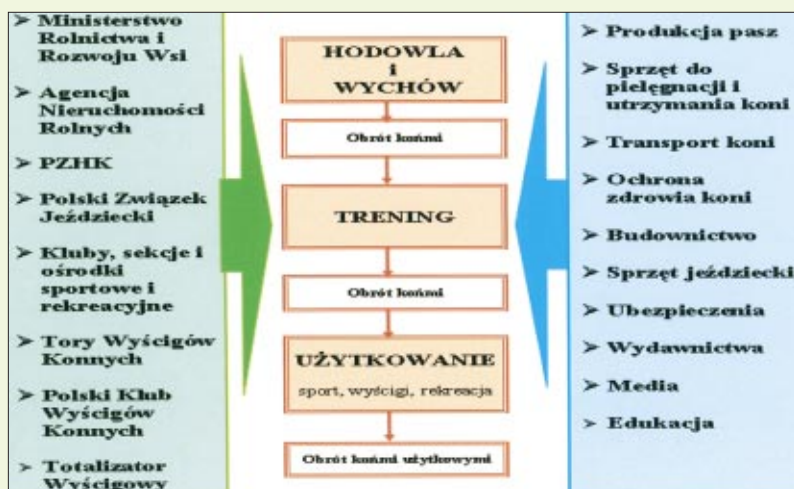 ➢ Ministerstwo
Rolnictwa i
Rozwoju Wsi
➢ Agencja
Nieruchomości
Rolnych
➢ PZHK
➢ Polski Związek
Jeździecki
➢ Kluby, sekcje i
ośrodki
sportowe i
rekreacyjne
➢ Tory Wyścigów
Konnych
➢ Polski Klub
Wyścigów
Konnych
➢ Totalizator
Wyścigowy
HODOWLA
i
WYCHÓW
Obrót końmi
TRENING
Obrót końmi
UŻYTKOWANIE
sport, wyścigi, rekreacja
Obrót końmi użytkowymi
➢ Produkcja pasz
➢ Sprzęt do
pielęgnacji i
utrzymania koni
➢ Transport koni
➢ Ochrona
zdrowia koni
➢ Budownictwo
➢ Sprzęt jeździecki
➢ Ubezpieczenia
➢ Wydawnictwa
➢ Media
➢ Edukacja